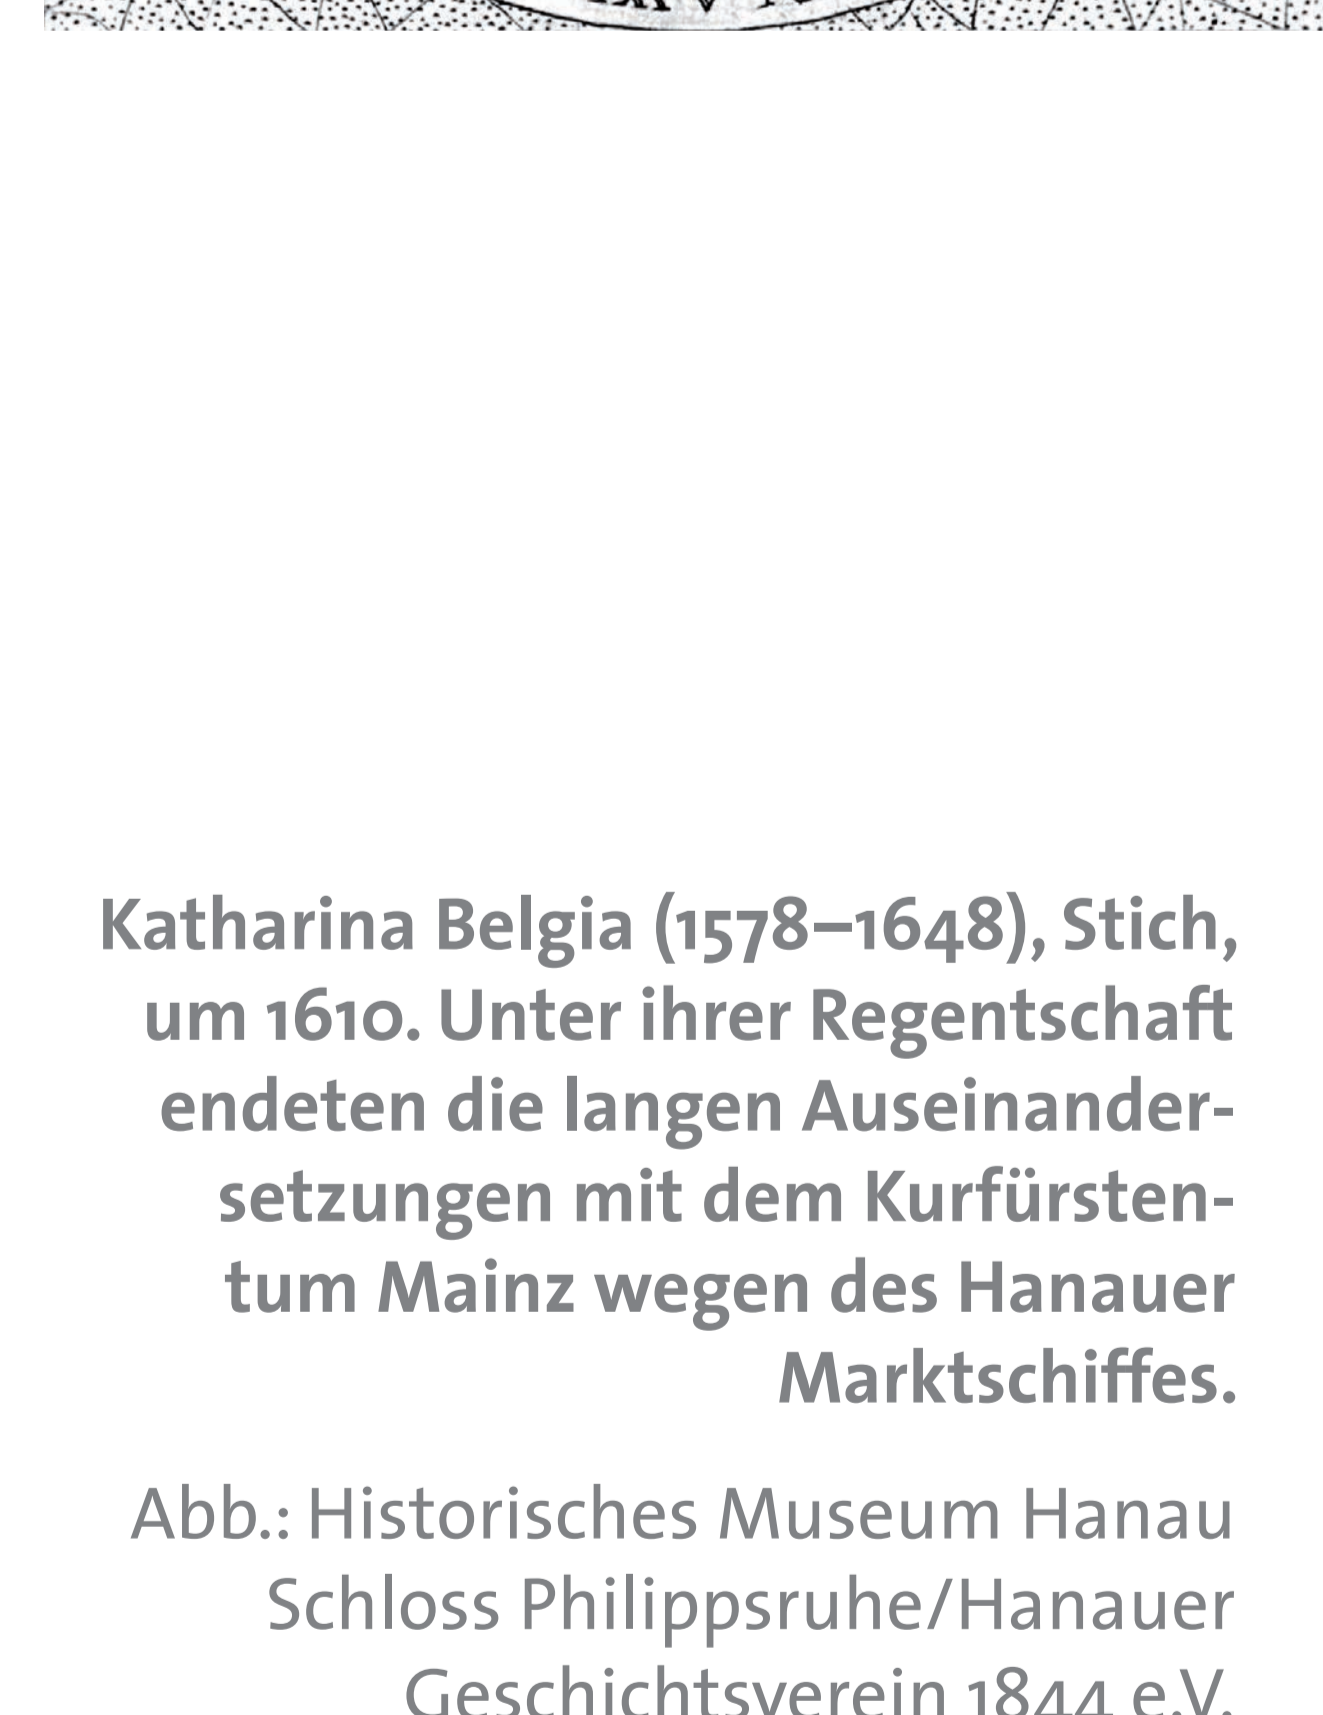 Katharina Belgia (1578–1648), Stich,
um 1610. Unter ihrer Regentschaft
endeten die langen Auseinander-
setzungen mit dem Kurfürsten-
tum Mainz wegen des Hanauer
Marktschiffes.
Abb.: Historisches Museum Hanau
Schloss Philippsruhe/Hanauer
Geschichtsverein 1844 e.V.